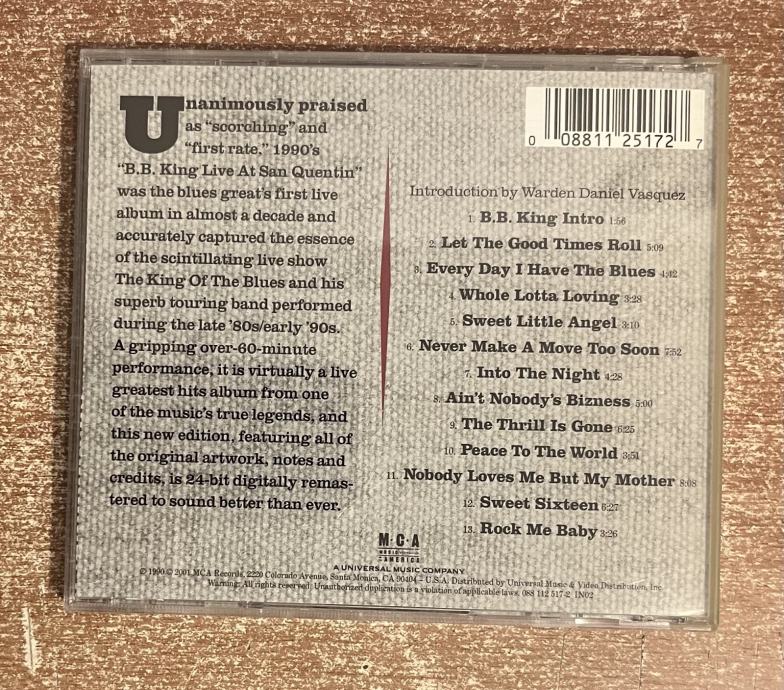 Unanimously praised
as “scorching” and
“first rate,” 1990’s
“B.B. King Live At San Quentin”
was the blues great’s first live
album in almost a decade and
accurately captured the essence
of the scintillating live show
The King Of The Blues and his
superb touring band performed
during the late ’80s/early ’90s.
A gripping over-60-minute
performance, it is virtually a live
greatest hits album from one
of the music’s true legends, and
this new edition, featuring all of
the original artwork, notes and
credits, is 24-bit digitally remas-
tered to sound better than ever.
0 08811 25172 7
Introduction by Warden Daniel Vasquez
1. B.B. King Intro 1:56
2. Let The Good Times Roll 5:09
3. Every Day I Have The Blues 4:42
4. Whole Lotta Loving 3:28
5. Sweet Little Angel 3:10
6. Never Make A Move Too Soon 7:52
7. Into The Night 4:28
8. Ain’t Nobody’s Bizness 5:00
9. The Thrill Is Gone 6:25
10. Peace To The World 3:51
11. Nobody Loves Me But My Mother 8:08
12. Sweet Sixteen 6:27
13. Rock Me Baby 3:26
M·C·A
AMERICA
A UNIVERSAL MUSIC COMPANY
© 1990 ℗ 2001 MCA Records, 2220 Colorado Avenue, Santa Monica, CA 90404 – U.S.A. Distributed by Universal Music & Video Distribution, Inc.
Warning: All rights reserved. Unauthorized duplication is a violation of applicable laws. 088 112 517-2 1N02